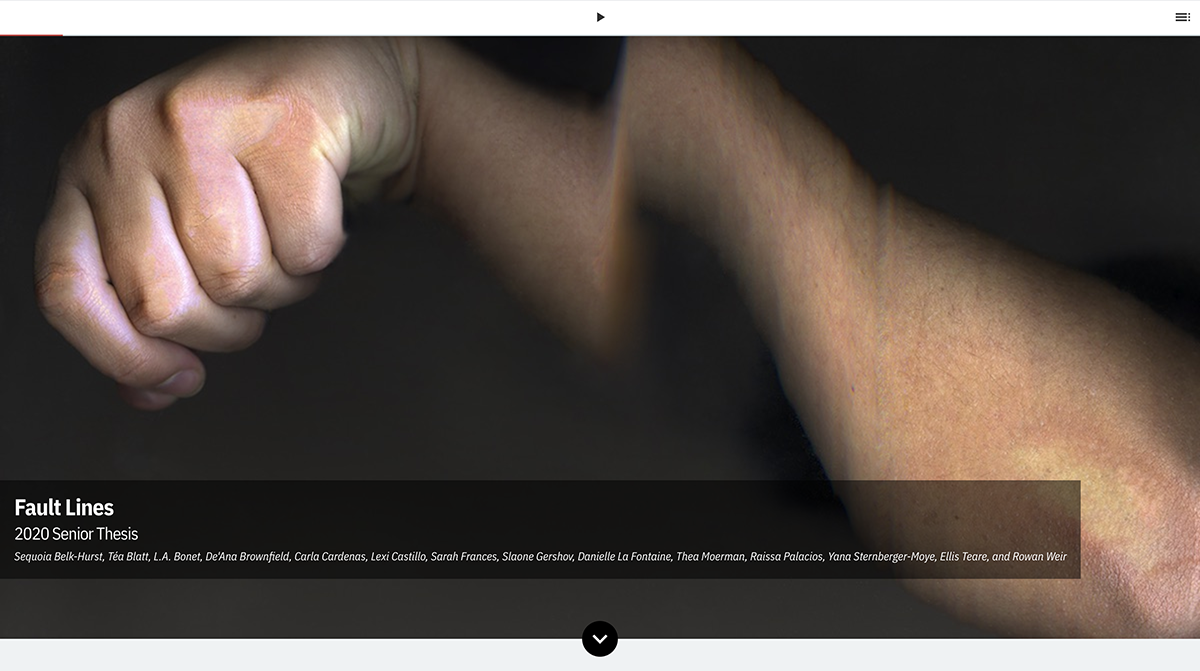 Fault Lines
2020 Senior Thesis
Sequoia Belk-Hurst, Téa Blatt, L.A. Bonet, De'Ana Brownfield, Carla Cardenas, Lexi Castillo, Sarah Frances, Slaone Gershov, Danielle La Fontaine, Thea Moerman, Raissa Palacios, Yana Sternberger-Moye, Ellis Teare, and Rowan Weir